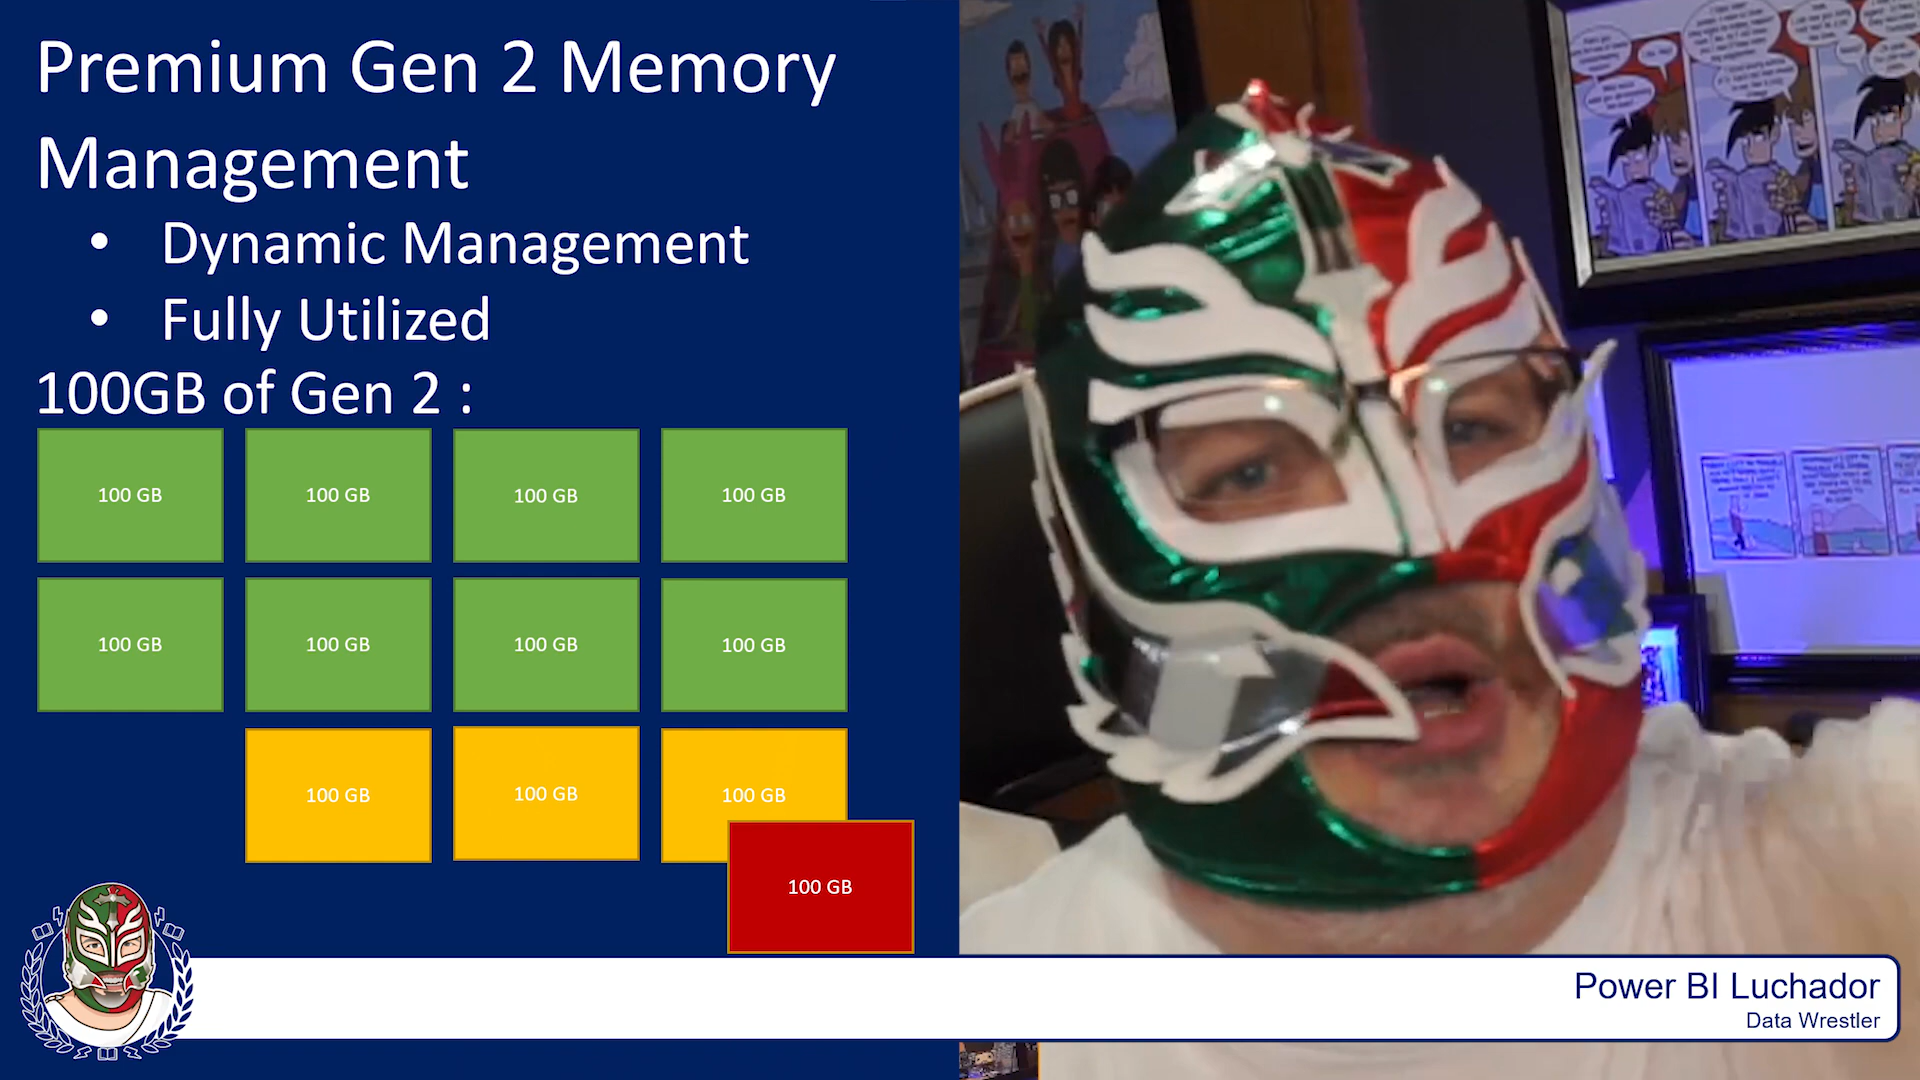 Premium Gen 2 Memory
Management
• Dynamic Management
• Fully Utilized
100GB of Gen 2 :
100 GB 100 GB 100 GB 100 GB
100 GB 100 GB 100 GB 100 GB
100 GB 100 GB 100 GB
100 GB
Power BI Luchador
Data Wrestler